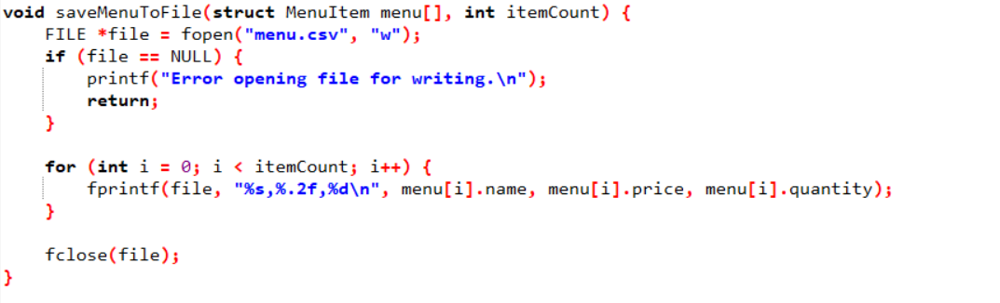 void saveMenuToFile(struct MenuItem menu[], int itemCount) {
    FILE *file = fopen("menu.csv", "w");
    if (file == NULL) {
        printf("Error opening file for writing.\n");
        return;
    }

    for (int i = 0; i < itemCount; i++) {
        fprintf(file, "%s,%.2f,%d\n", menu[i].name, menu[i].price, menu[i].quantity);
    }

    fclose(file);
}